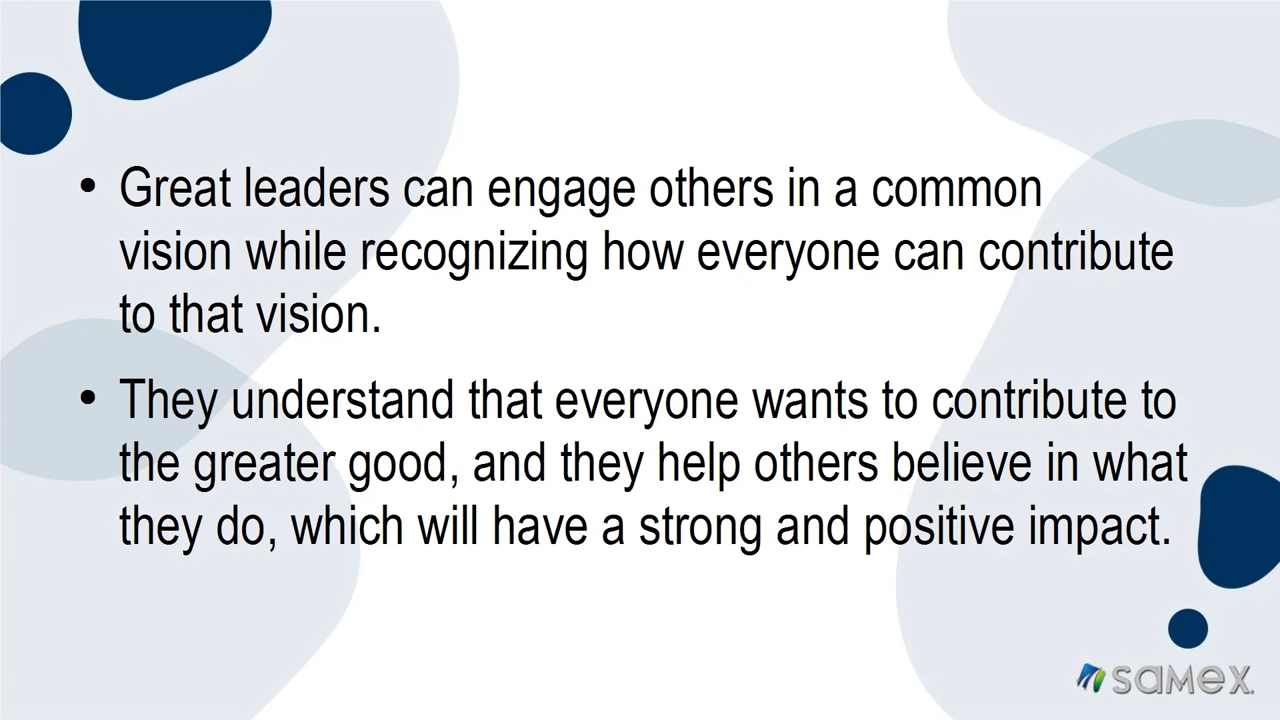 • Great leaders can engage others in a common
vision while recognizing how everyone can contribute
to that vision.
• They understand that everyone wants to contribute to
the greater good, and they help others believe in what
they do, which will have a strong and positive impact.
samex